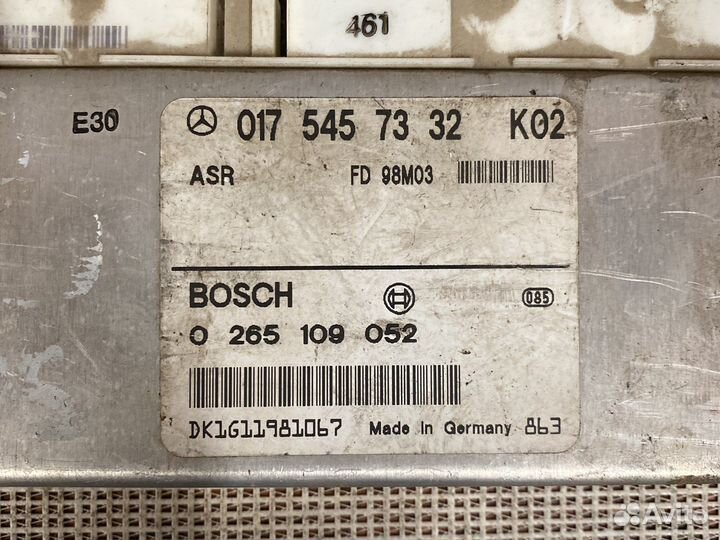 461
E30
017 545 73 32 K02
ASR FD 98M03
BOSCH 085
0 265 109 052
DK1G11981067 Made In Germany 863
Avito